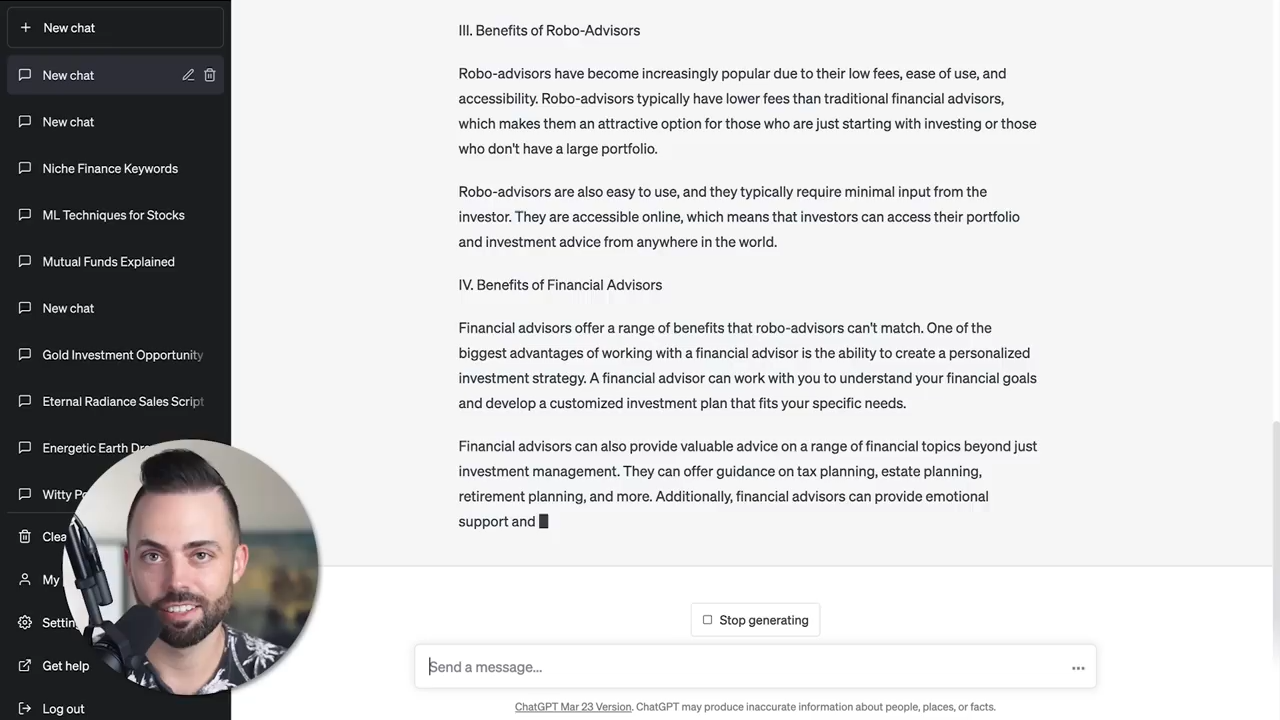 New chat
New chat
New chat
Niche Finance Keywords
ML Techniques for Stocks
Mutual Funds Explained
New chat
Gold Investment Opportunity
Eternal Radiance Sales Script
Energetic Earth
Witty
My
Get help
Log out
III. Benefits of Robo-Advisors
Robo-advisors have become increasingly popular due to their low fees, ease of use, and
accessibility. Robo-advisors typically have lower fees than traditional financial advisors,
which makes them an attractive option for those who are just starting with investing or those
who don't have a large portfolio.
Robo-advisors are also easy to use, and they typically require minimal input from the
investor. They are accessible online, which means that investors can access their portfolio
and investment advice from anywhere in the world.
IV. Benefits of Financial Advisors
Financial advisors offer a range of benefits that robo-advisors can't match. One of the
biggest advantages of working with a financial advisor is the ability to create a personalized
investment strategy. A financial advisor can work with you to understand your financial goals
and develop a customized investment plan that fits your specific needs.
Financial advisors can also provide valuable advice on a range of financial topics beyond just
investment management. They can offer guidance on tax planning, estate planning,
retirement planning, and more. Additionally, financial advisors can provide emotional
support and
Stop generating
Send a message...
ChatGPT Mar 23 Version. ChatGPT may produce inaccurate information about people, places, or facts.